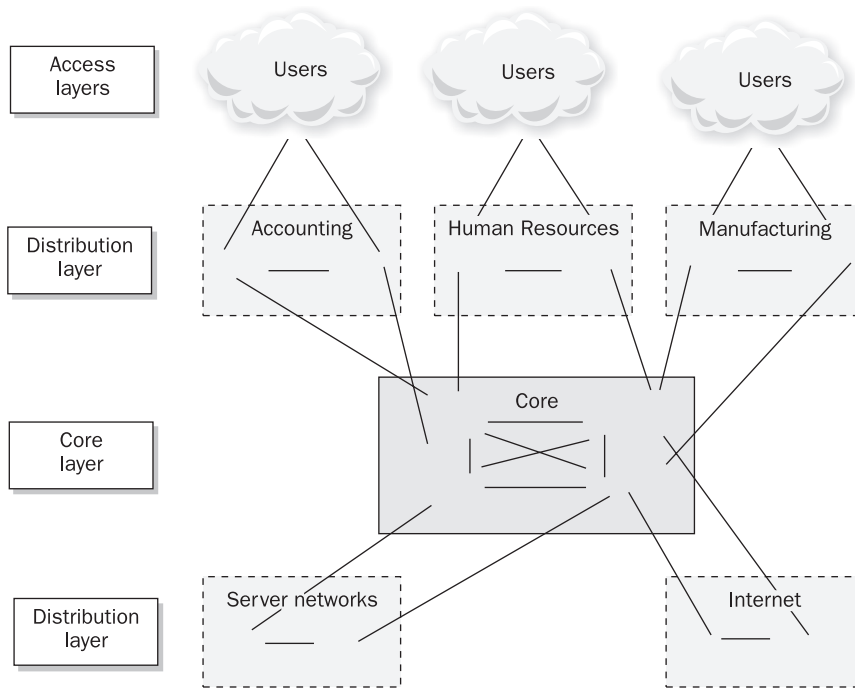 Access
layers
Users
Users
Users
Distribution
layer
Accounting
Human Resources
Manufacturing
Core
layer
Core
Distribution
layer
Server networks
Internet